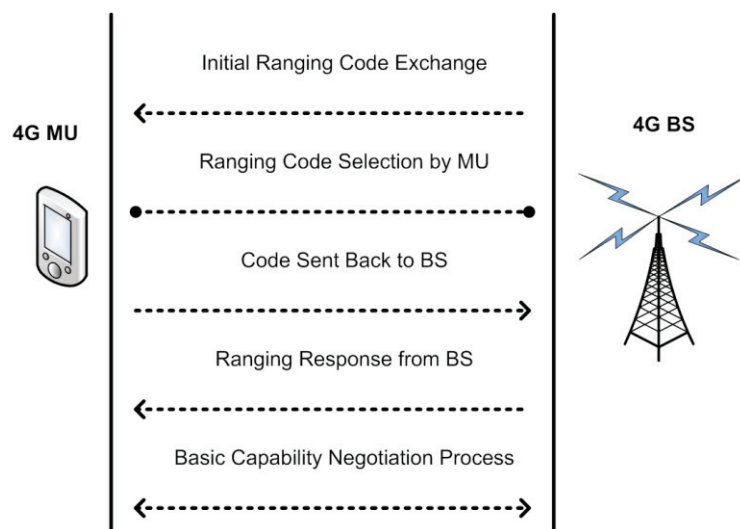 Initial Ranging Code Exchange
4G MU
4G BS
Ranging Code Selection by MU
Code Sent Back to BS
Ranging Response from BS
Basic Capability Negotiation Process